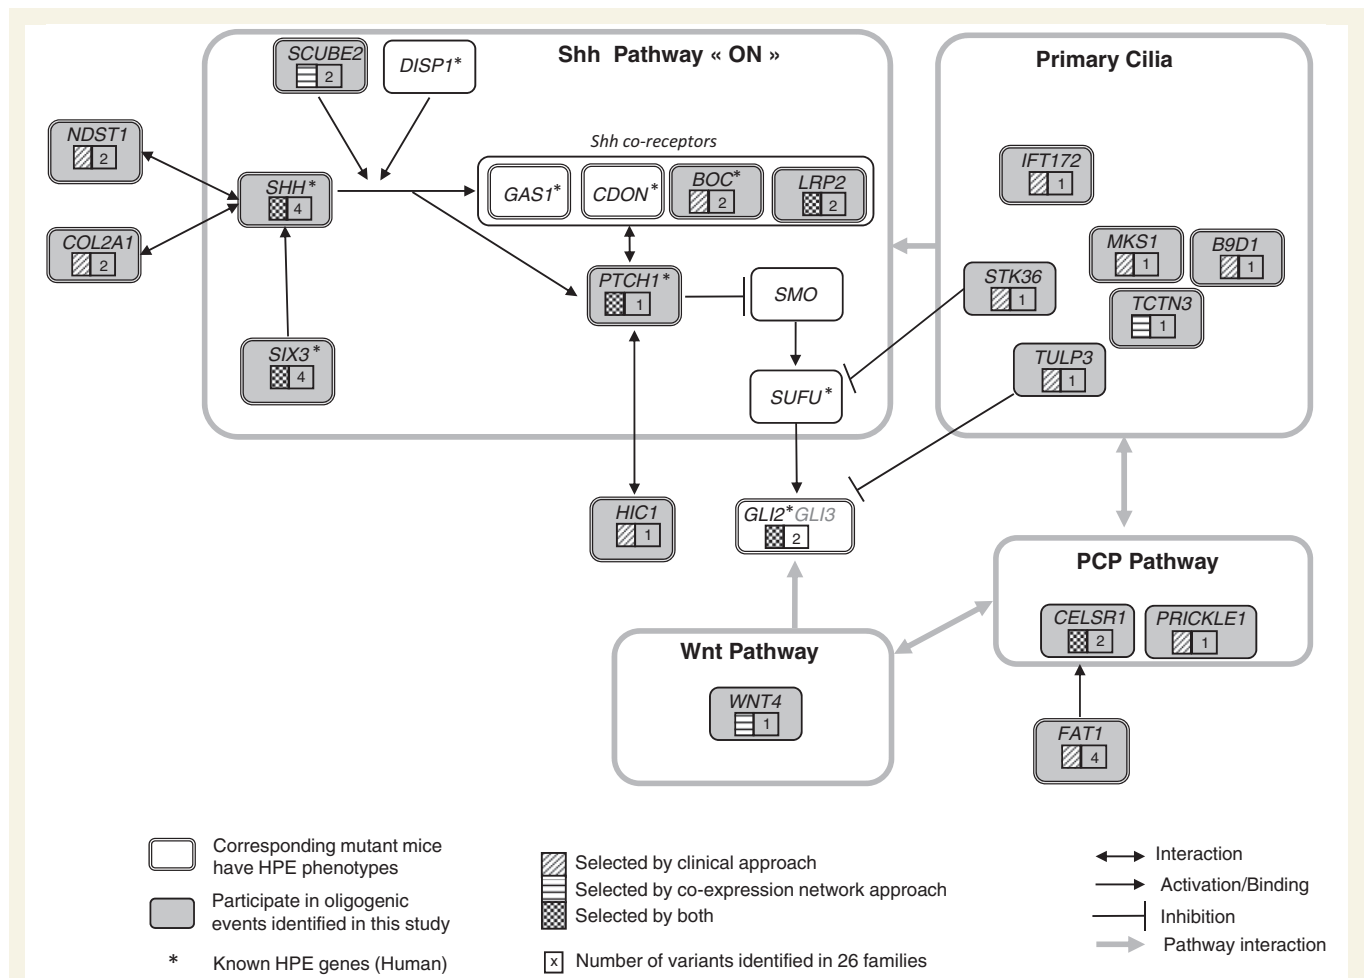 Shh Pathway « ON »
SCUBE2
2
DISP1*
NDST1
2
SHH*
4
COL2A1
2
SIX3*
4
Shh co-receptors
GAS1*
CDON*
BOC*
2
LRP2
2
PTCH1*
1
SMO
SUFU*
HIC1
1
GLI2*GLI3
2
Primary Cilia
IFT172
1
MKS1
1
B9D1
1
STK36
1
TCTN3
1
TULP3
1
PCP Pathway
CELSR1
2
PRICKLE1
1
FAT1
4
Wnt Pathway
WNT4
1
Corresponding mutant mice
have HPE phenotypes
Participate in oligogenic
events identified in this study
* Known HPE genes (Human)
Selected by clinical approach
Selected by co-expression network approach
Selected by both
x Number of variants identified in 26 families
Interaction
Activation/Binding
Inhibition
Pathway interaction